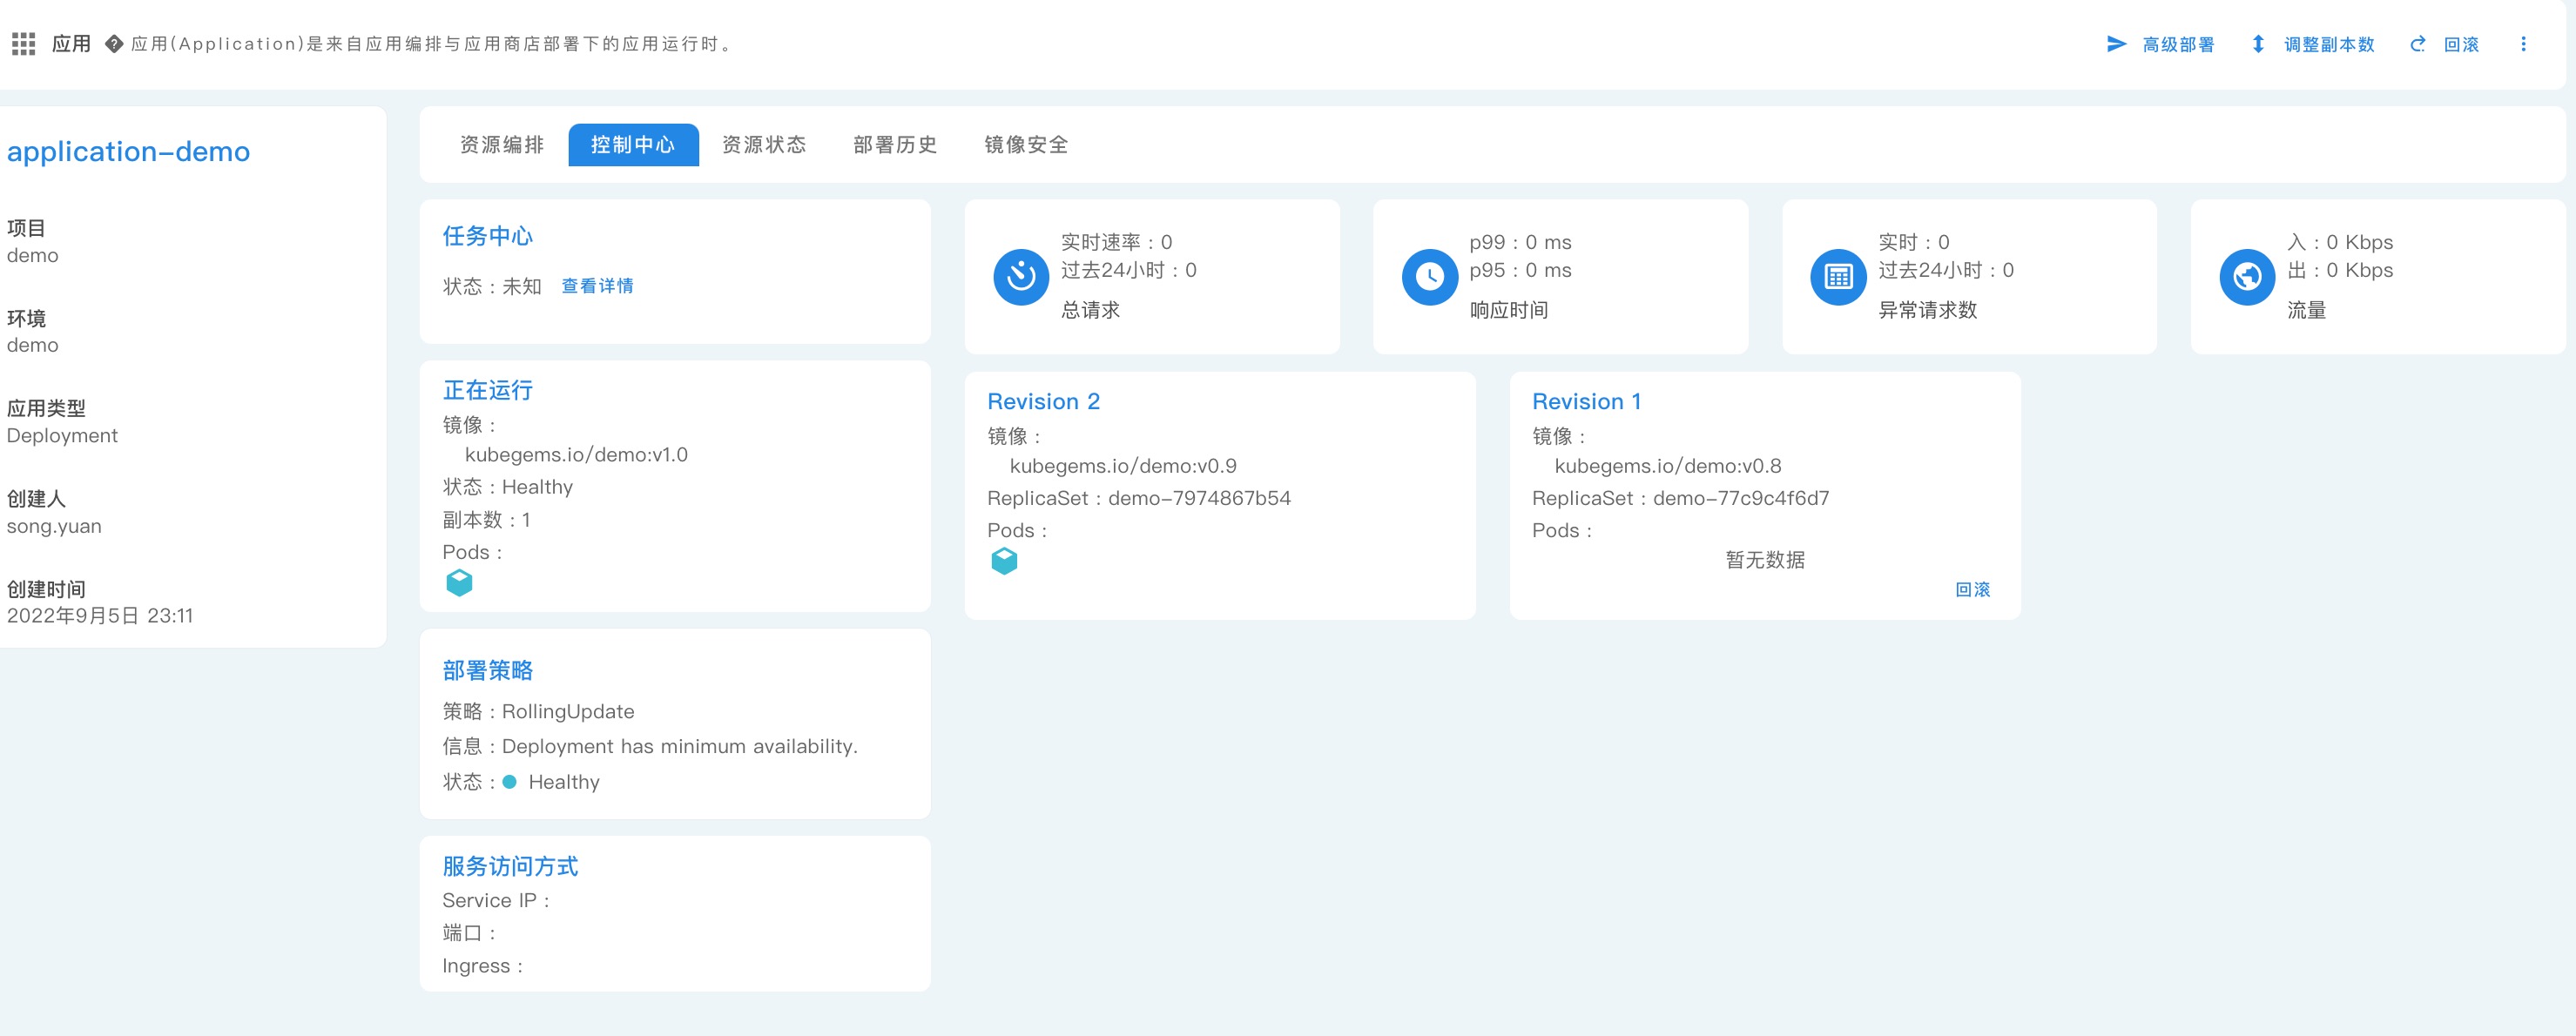 应用 应用(Application)是来自应用编排与应用商店部署下的应用运行时。
高级部署 调整副本数 回滚
application-demo
项目
demo
环境
demo
应用类型
Deployment
创建人
song.yuan
创建时间
2022年9月5日 23:11
资源编排 控制中心 资源状态 部署历史 镜像安全
任务中心
状态 : 未知 查看详情
正在运行
镜像 :
kubegems.io/demo:v1.0
状态 : Healthy
副本数 : 1
Pods :
部署策略
策略 : RollingUpdate
信息 : Deployment has minimum availability.
状态 : Healthy
服务访问方式
Service IP :
端口 :
Ingress :
实时速率 : 0
过去24小时 : 0
总请求
p99 : 0 ms
p95 : 0 ms
响应时间
实时 : 0
过去24小时 : 0
异常请求数
入 : 0 Kbps
出 : 0 Kbps
流量
Revision 2
镜像 :
kubegems.io/demo:v0.9
ReplicaSet : demo-7974867b54
Pods :
Revision 1
镜像 :
kubegems.io/demo:v0.8
ReplicaSet : demo-77c9c4f6d7
Pods :
暂无数据
回滚